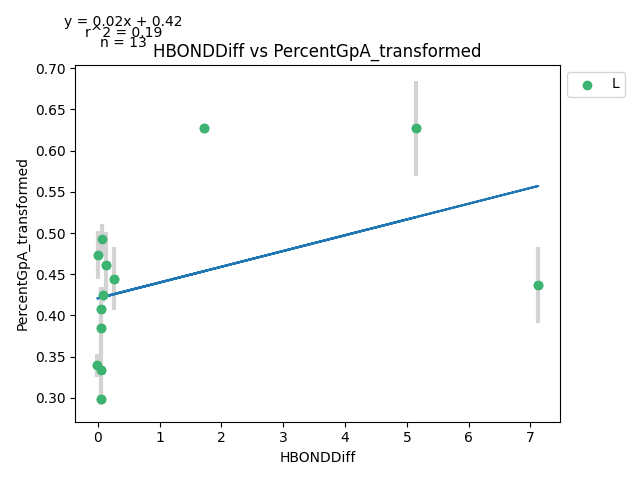 y = 0.02x + 0.42
r^2 = 0.19
n = 13
HBONDDiff vs PercentGpA_transformed
L
0.70
0.65
0.60
0.55
0.50
0.45
0.40
0.35
0.30
PercentGpA_transformed
0 1 2 3 4 5 6 7
HBONDDiff